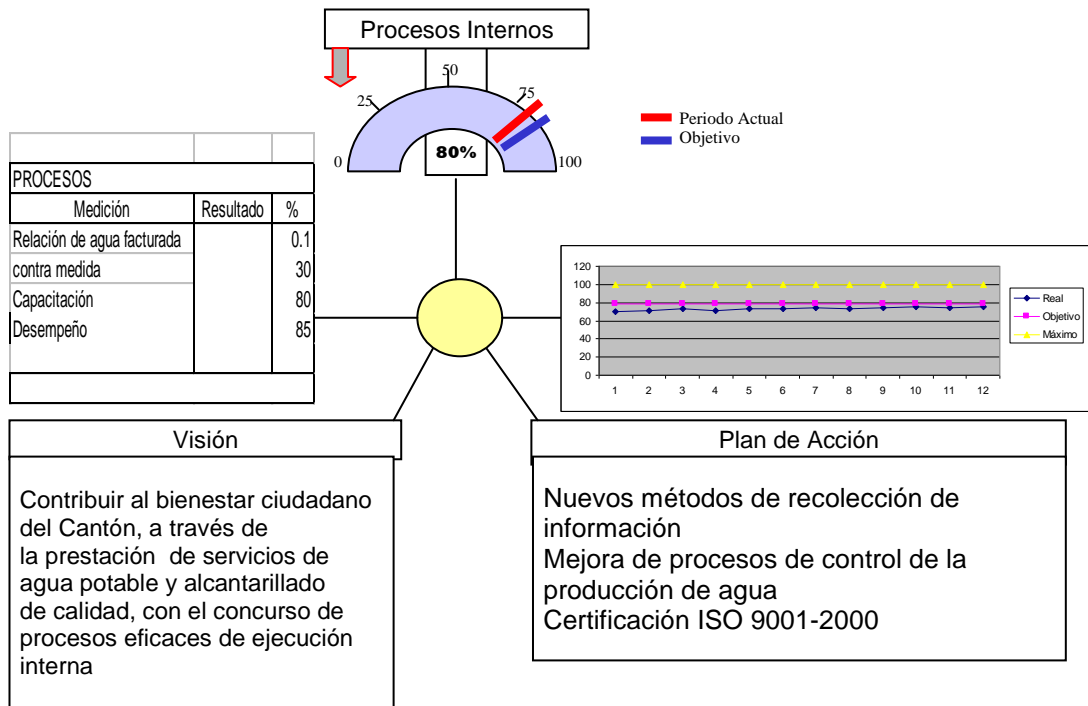 Procesos Internos
50
25
75
0
100
80%
Periodo Actual
Objetivo
PROCESOS
Medición Resultado %
Relación de agua facturada 0.1
contra medida 30
Capacitación 80
Desempeño 85
120
100
80
60
40
20
0
1 2 3 4 5 6 7 8 9 10 11 12
Real
Objetivo
Máximo
Visión
Contribuir al bienestar ciudadano
del Cantón, a través de
la prestación de servicios de
agua potable y alcantarillado
de calidad, con el concurso de
procesos eficaces de ejecución
interna
Plan de Acción
Nuevos métodos de recolección de
información
Mejora de procesos de control de la
producción de agua
Certificación ISO 9001-2000